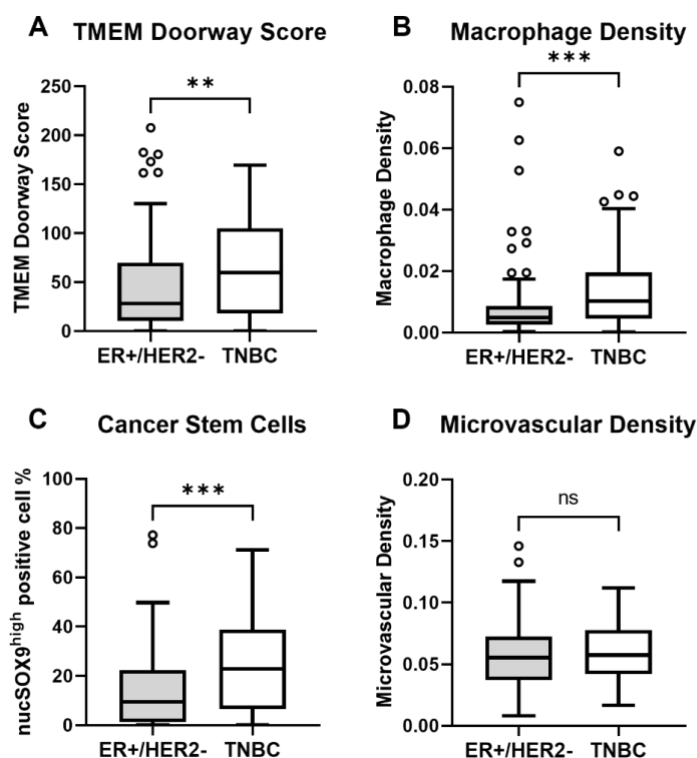 A TMEM Doorway Score
**
TMEM Doorway Score
250
200
150
100
50
0
ER+/HER2- TNBC
B Macrophage Density
***
Macrophage Density
0.08
0.06
0.04
0.02
0.00
ER+/HER2- TNBC
C Cancer Stem Cells
***
nucSOX9high positive cell %
100
80
60
40
20
0
ER+/HER2- TNBC
D Microvascular Density
ns
Microvascular Density
0.20
0.15
0.10
0.05
0.00
ER+/HER2- TNBC